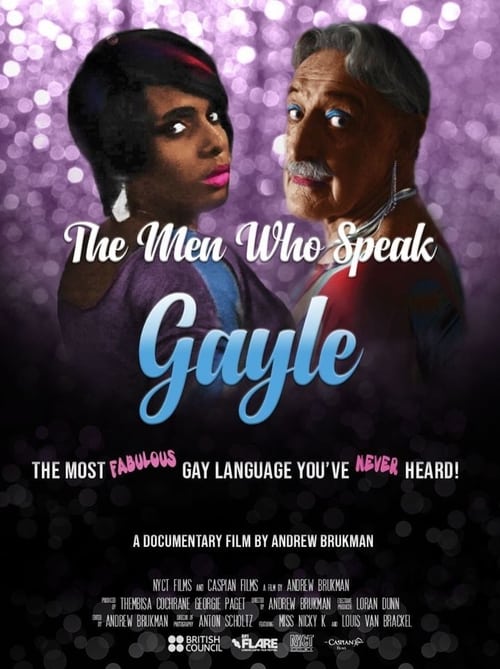 The Men Who Speak
Gayle
THE MOST FABULOUS GAY LANGUAGE YOU'VE NEVER HEARD!
A DOCUMENTARY FILM BY ANDREW BRUKMAN
NYCT FILMS AND CASPIAN FILMS A FILM BY ANDREW BRUKMAN
PRODUCED BY THEMBISA COCHRANE GEORGIE PAGET DIRECTED BY ANDREW BRUKMAN EXECUTIVE PRODUCER LORAN DUNN
EDITED BY ANDREW BRUKMAN DIRECTOR OF PHOTOGRAPHY ANTON SCHOLTZ FEATURING MISS NICKY K AND LOUIS VAN BRACKEL
BRITISH COUNCIL
BFI FLARE
NYCT
CASPIAN FILMS